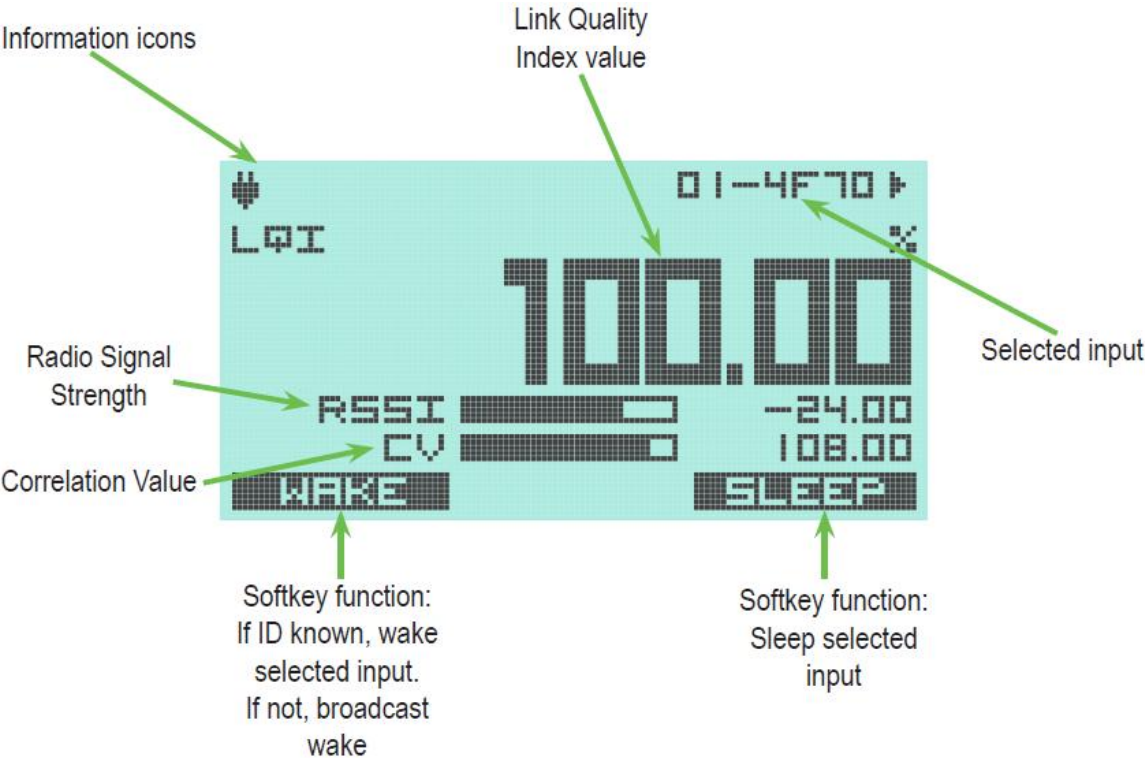 Information icons
Link Quality
Index value
01-4F70
LQI
%
100.00
Selected input
Radio Signal
Strength
RSSI
-24.00
CV
108.00
Correlation Value
WAKE
SLEEP
Softkey function:
If ID known, wake
selected input.
If not, broadcast
wake
Softkey function:
Sleep selected
input